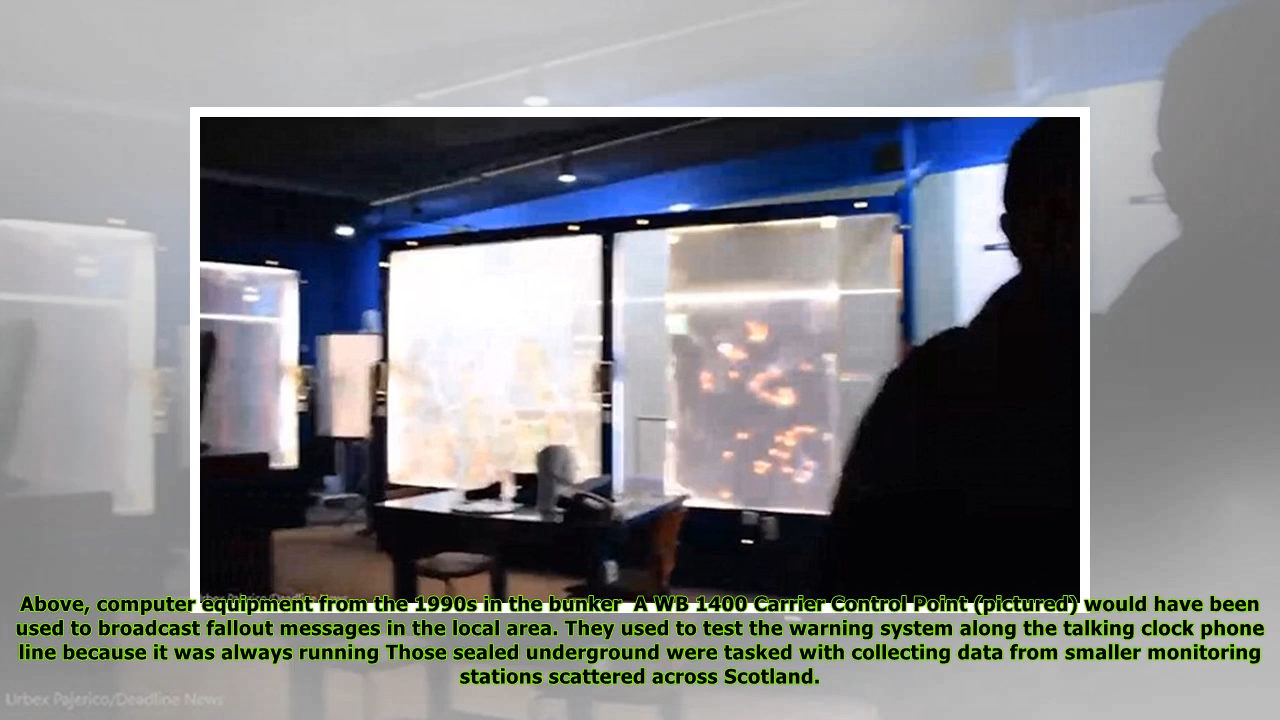 Above, computer equipment from the 1990s in the bunker  A WB 1400 Carrier Control Point (pictured) would have been
used to broadcast fallout messages in the local area. They used to test the warning system along the talking clock phone
line because it was always running Those sealed underground were tasked with collecting data from smaller monitoring
stations scattered across Scotland.
Urbex Pajerico/Deadline News